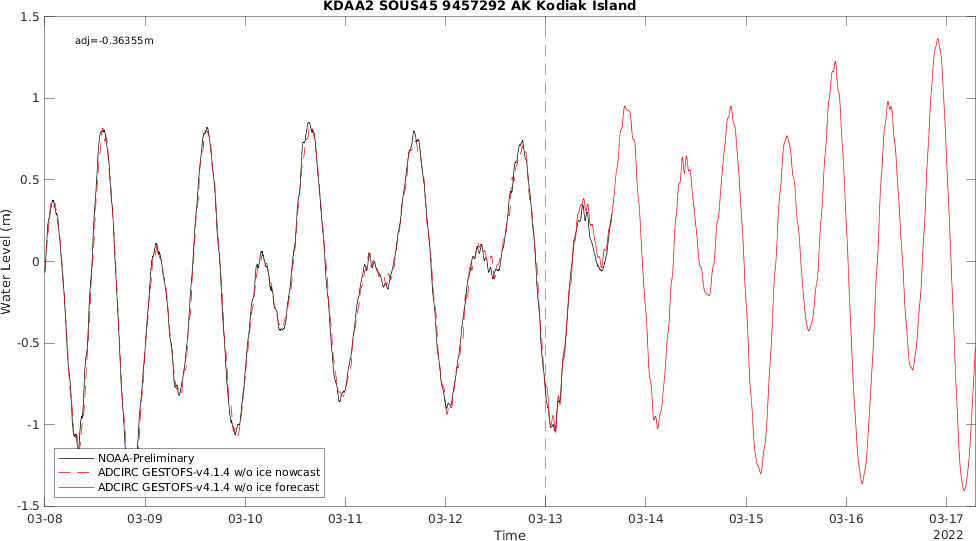 KDAA2 SOUS45 9457292 AK Kodiak Island
adj=-0.36355m
1.5
1
0.5
0
-0.5
-1
-1.5
Water Level (m)
NOAA-Preliminary
ADCIRC GESTOFS-v4.1.4 w/o ice nowcast
ADCIRC GESTOFS-v4.1.4 w/o ice forecast
03-08 03-09 03-10 03-11 03-12 03-13 03-14 03-15 03-16 03-17
Time
2022